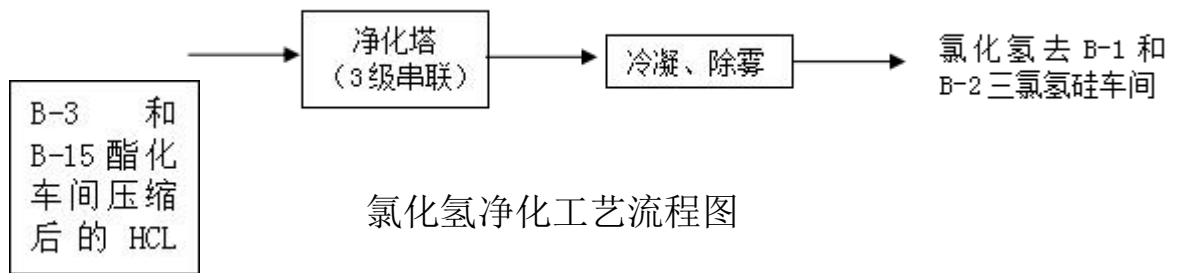 B-3 和
B-15 酯化
车间压缩
后的 HCL
净化塔
（3级串联）
冷凝、除雾
氯化氢去 B-1 和
B-2 三氯氢硅车间
氯化氢净化工艺流程图